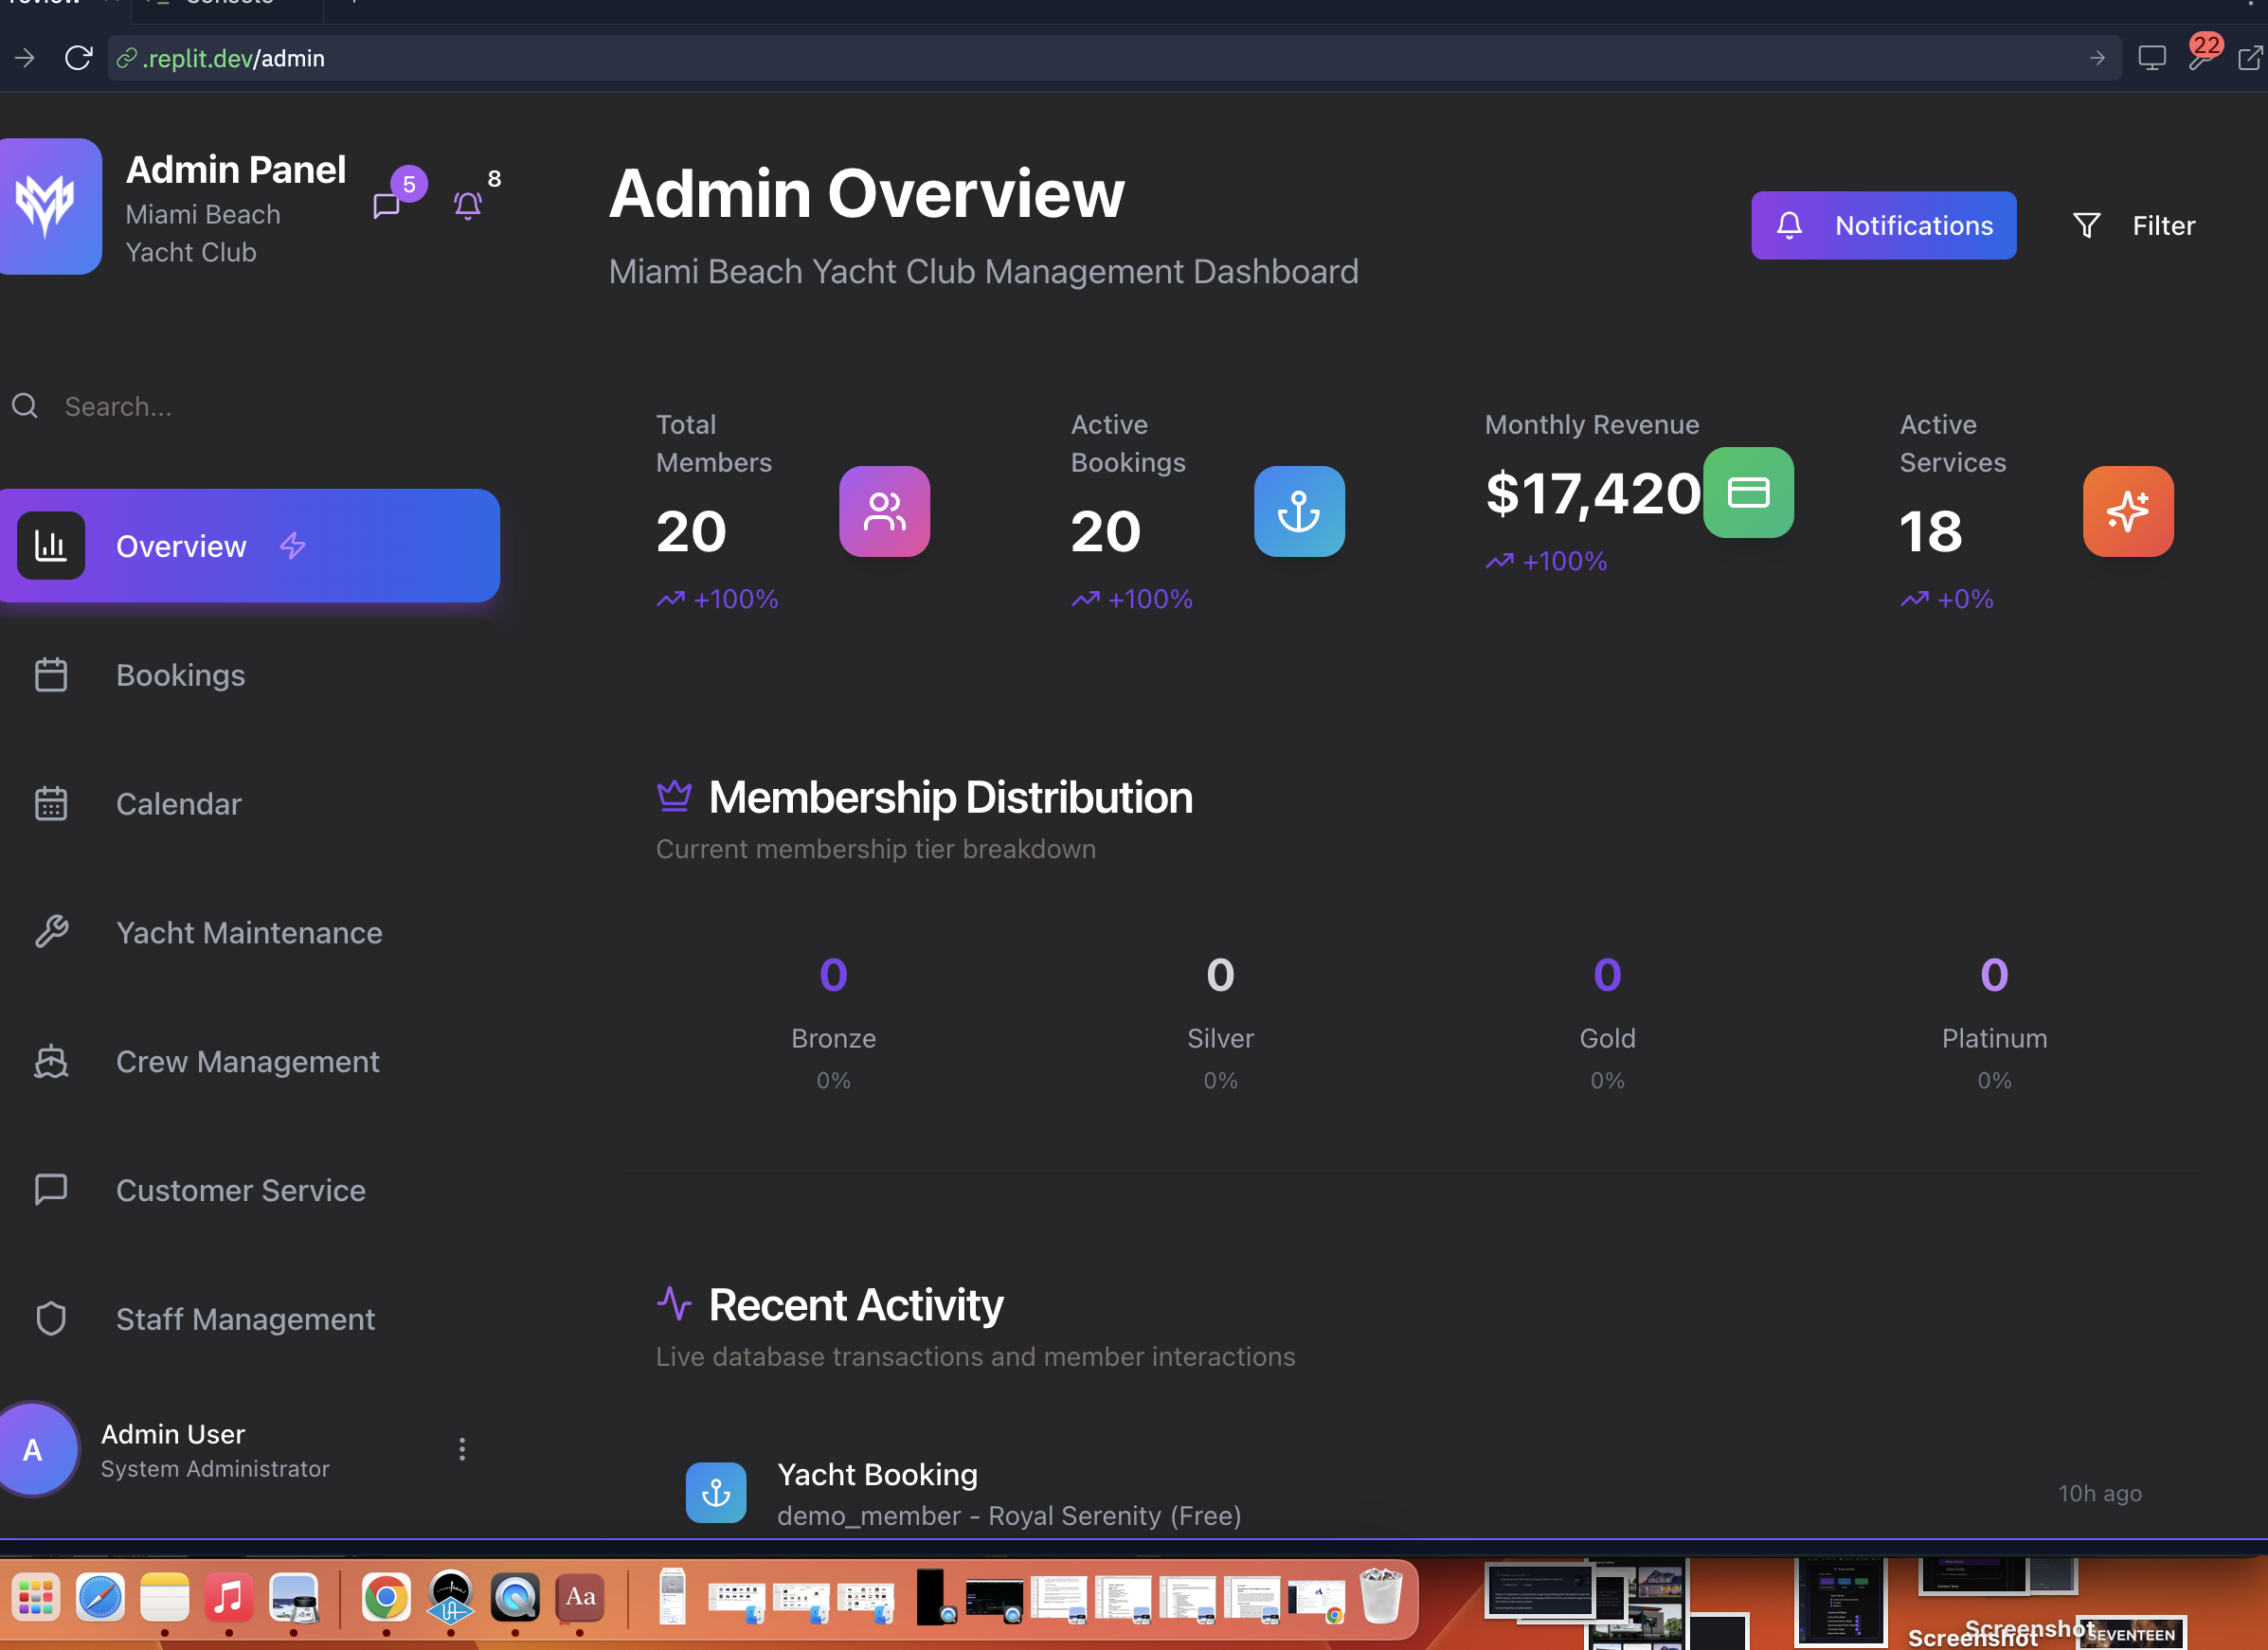 Console
.replit.dev/admin
22
Admin Panel
Miami Beach
Yacht Club
5
8
Admin Overview
Miami Beach Yacht Club Management Dashboard
Notifications
Filter
Search...
Overview
Bookings
Calendar
Yacht Maintenance
Crew Management
Customer Service
Staff Management
A
Admin User
System Administrator
Total
Members
20
+100%
Active
Bookings
20
+100%
Monthly Revenue
$17,420
+100%
Active
Services
18
+0%
Membership Distribution
Current membership tier breakdown
0
Bronze
0%
0
Silver
0%
0
Gold
0%
0
Platinum
0%
Recent Activity
Live database transactions and member interactions
Yacht Booking
demo_member - Royal Serenity (Free)
10h ago
Aa
Screenshot
Screenshot
SEVENTEEN